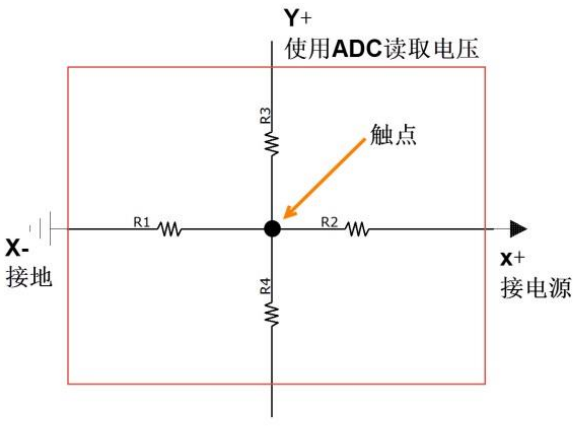 Y+
使用ADC读取电压
R3
触点
R1
R2
X-
接地
R4
x+
接电源